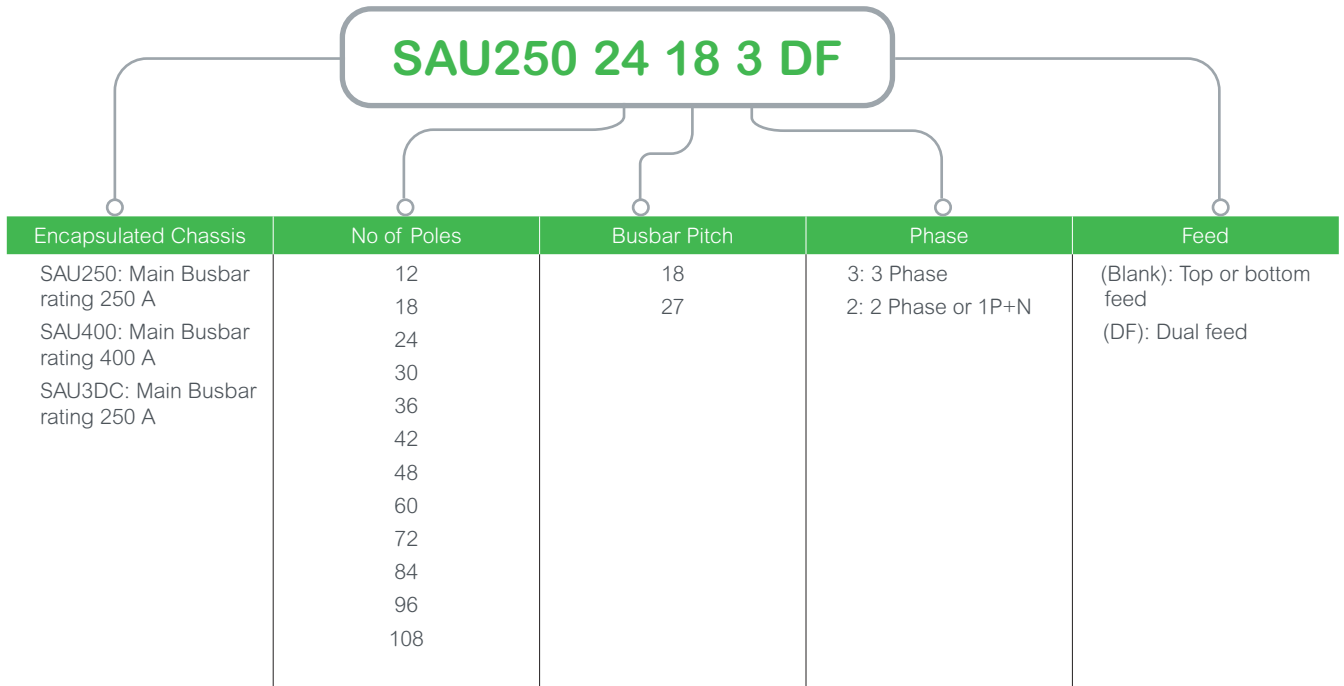 SAU250 24 18 3 DF
Encapsulated Chassis
No of Poles
Busbar Pitch
Phase
Feed
SAU250: Main Busbar
rating 250 A
SAU400: Main Busbar
rating 400 A
SAU3DC: Main Busbar
rating 250 A
12
18
24
30
36
42
48
60
72
84
96
108
18
27
3: 3 Phase
2: 2 Phase or 1P+N
(Blank): Top or bottom
feed
(DF): Dual feed